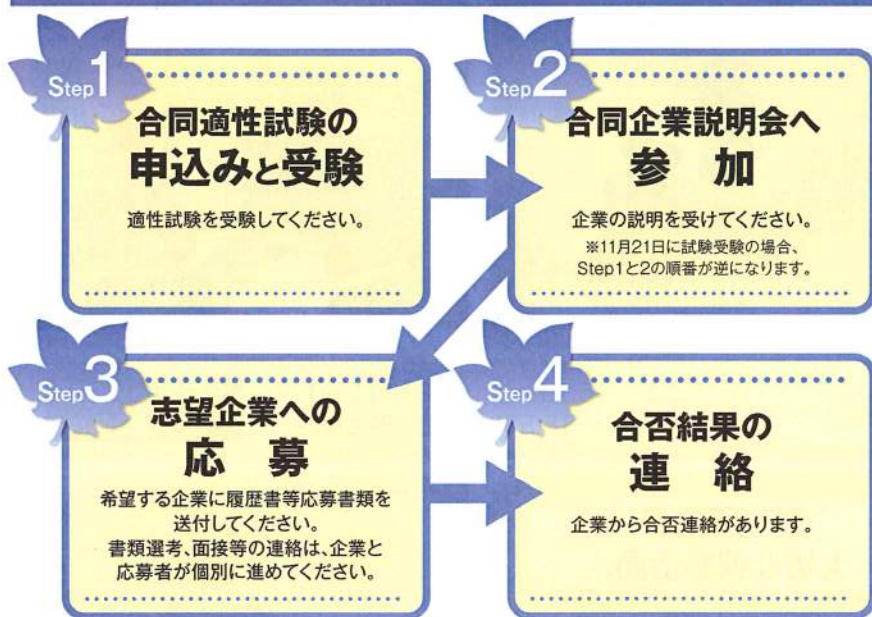 Step1
合同適性試験の
申込みと受験
適性試験を受験してください。
Step2
合同企業説明会へ
参 加
企業の説明を受けてください。
※11月21日に試験受験の場合、
Step1と2の順番が逆になります。
Step3
志望企業への
応 募
希望する企業に履歴書等応募書類を
送付してください。
書類選考、面接等の連絡は、企業と
応募者が個別に進めてください。
Step4
合否結果の
連 絡
企業から合否連絡があります。